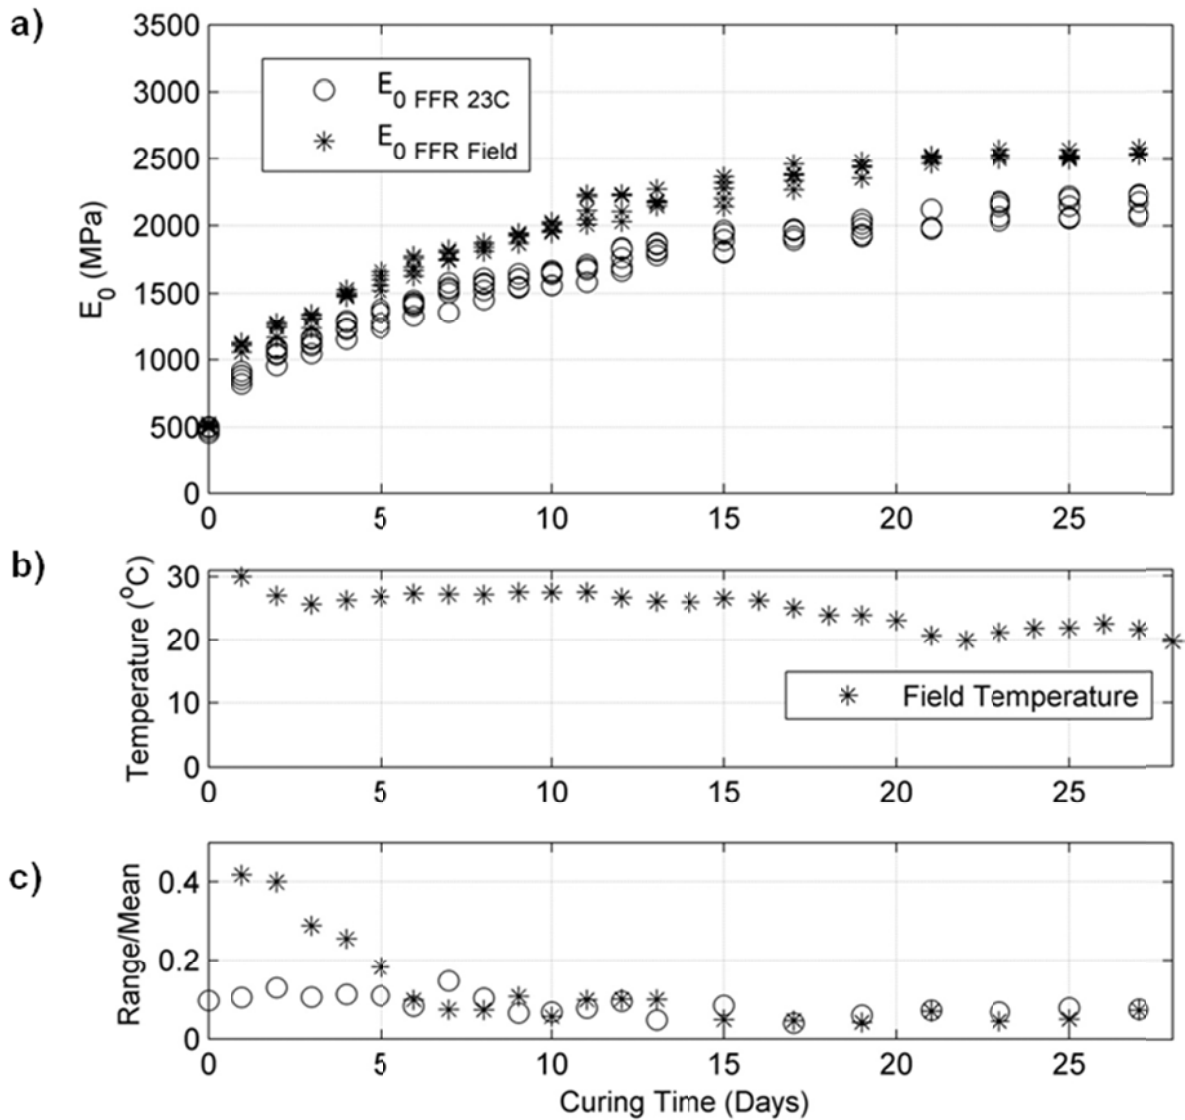 a)
3500
3000
2500
2000
1500
1000
500
0
E0 (MPa)
E0 FFR 23C
E0 FFR Field
0 5 10 15 20 25
b)
30
20
10
0
Temperature (oC)
Field Temperature
0 5 10 15 20 25
c)
0.4
0.2
0
Range/Mean
0 5 10 15 20 25
Curing Time (Days)